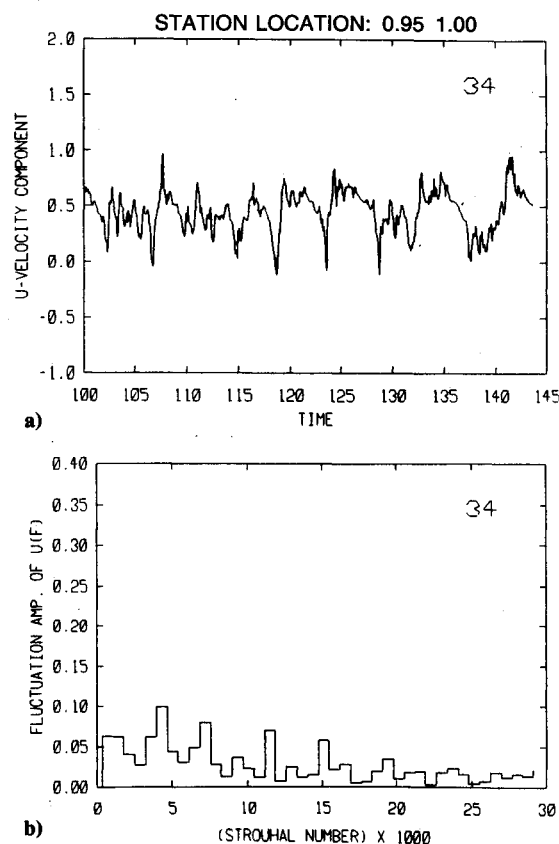 STATION LOCATION: 0.95 1.00
2.0
1.5
1.0
0.5
0.0
-0.5
-1.0
U-VELOCITY COMPONENT
34
100 105 110 115 120 125 130 135 140 145
TIME
a)
0.40
0.35
0.30
0.25
0.20
0.15
0.10
0.05
0.00
FLUCTUATION AMP. OF U(F)
34
0 5 10 15 20 25 30
(STROUHAL NUMBER) X 1000
b)